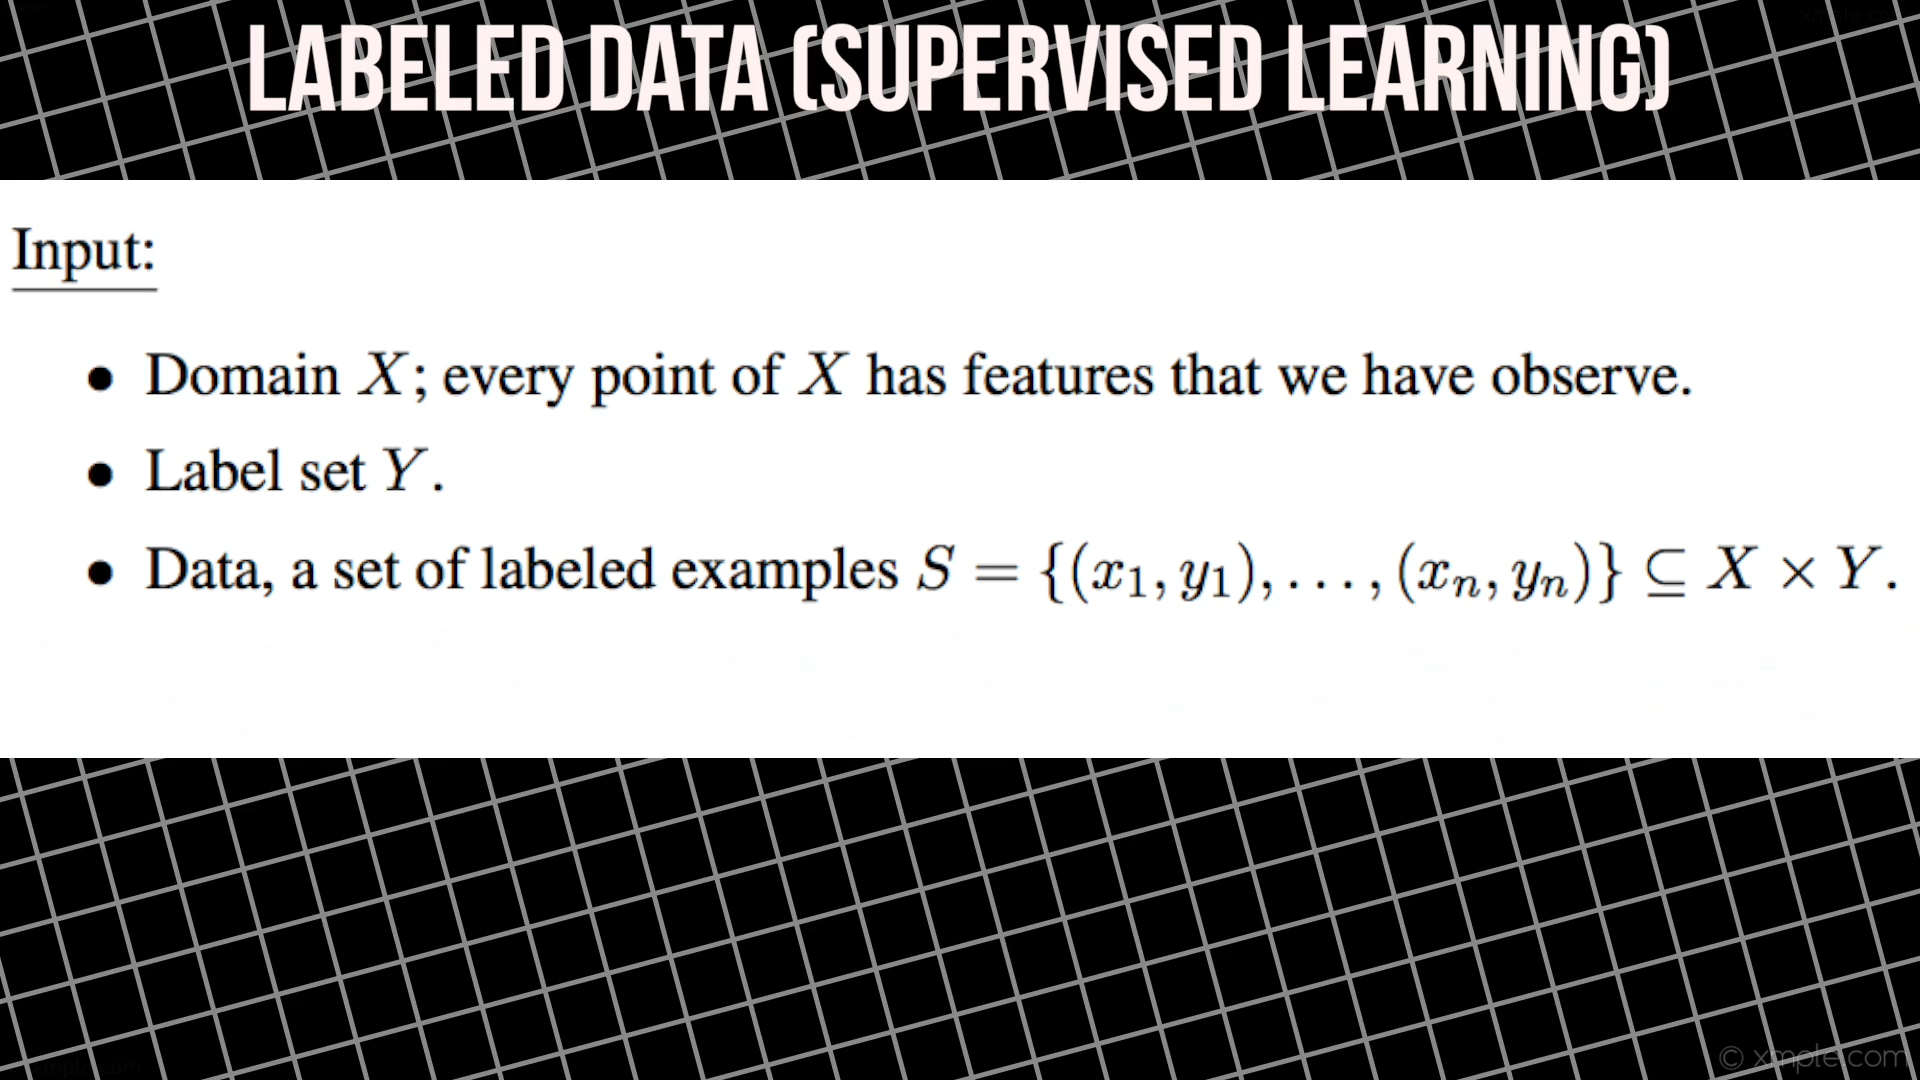 LABELED DATA (SUPERVISED LEARNING)
Input:
• Domain X; every point of X has features that we have observe.
• Label set Y.
• Data, a set of labeled examples S = {(x₁, y₁), . . . , (xₙ, yₙ)} ⊆ X × Y.
© xmple.com